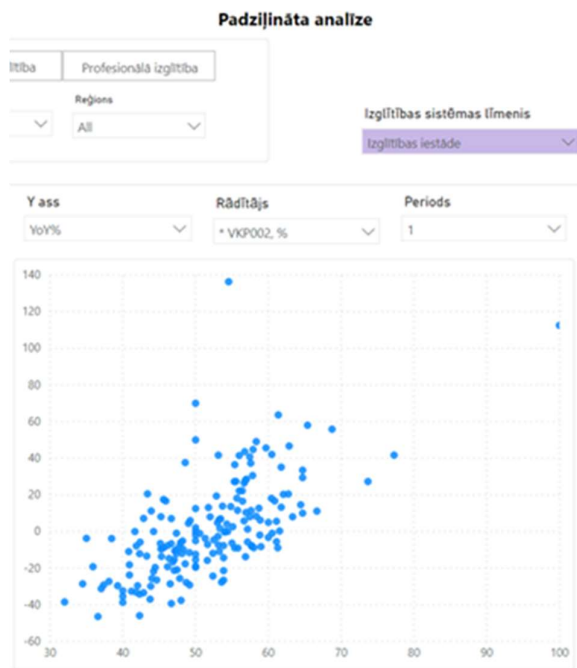 Padziļināta analīze
Profesionālā izglītība
Reģions
All
Izglītības sistēmas līmenis
Izglītības iestāde
Y ass
Rādītājs
Periods
YoY%
* VKP002, %
1
140
120
100
80
60
40
20
0
-20
-40
-60
30 40 50 60 70 80 90 100